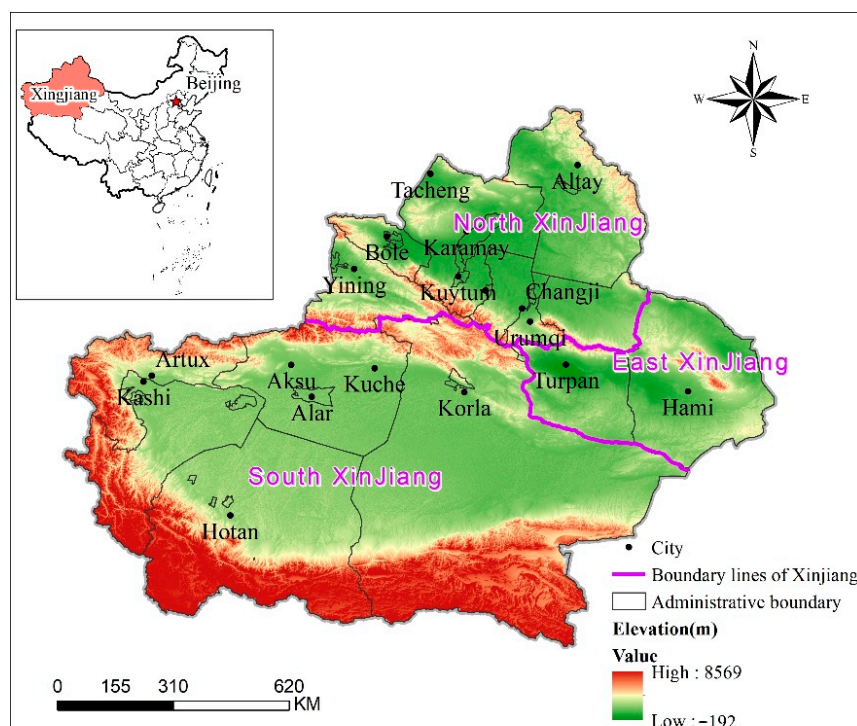 Beijing
Xingjiang
N
W
E
S
Altay
Tacheng
North XinJiang
Bole
Karamay
Yining
Kuytum
Changji
Urumqi
East XinJiang
Artux
Kashi
Aksu
Kuche
Turpan
Alar
Korla
Hami
South XinJiang
Hotan
City
Boundary lines of Xinjiang
Administrative boundary
Elevation(m)
Value
High : 8569
Low : −192
0 155 310 620
KM